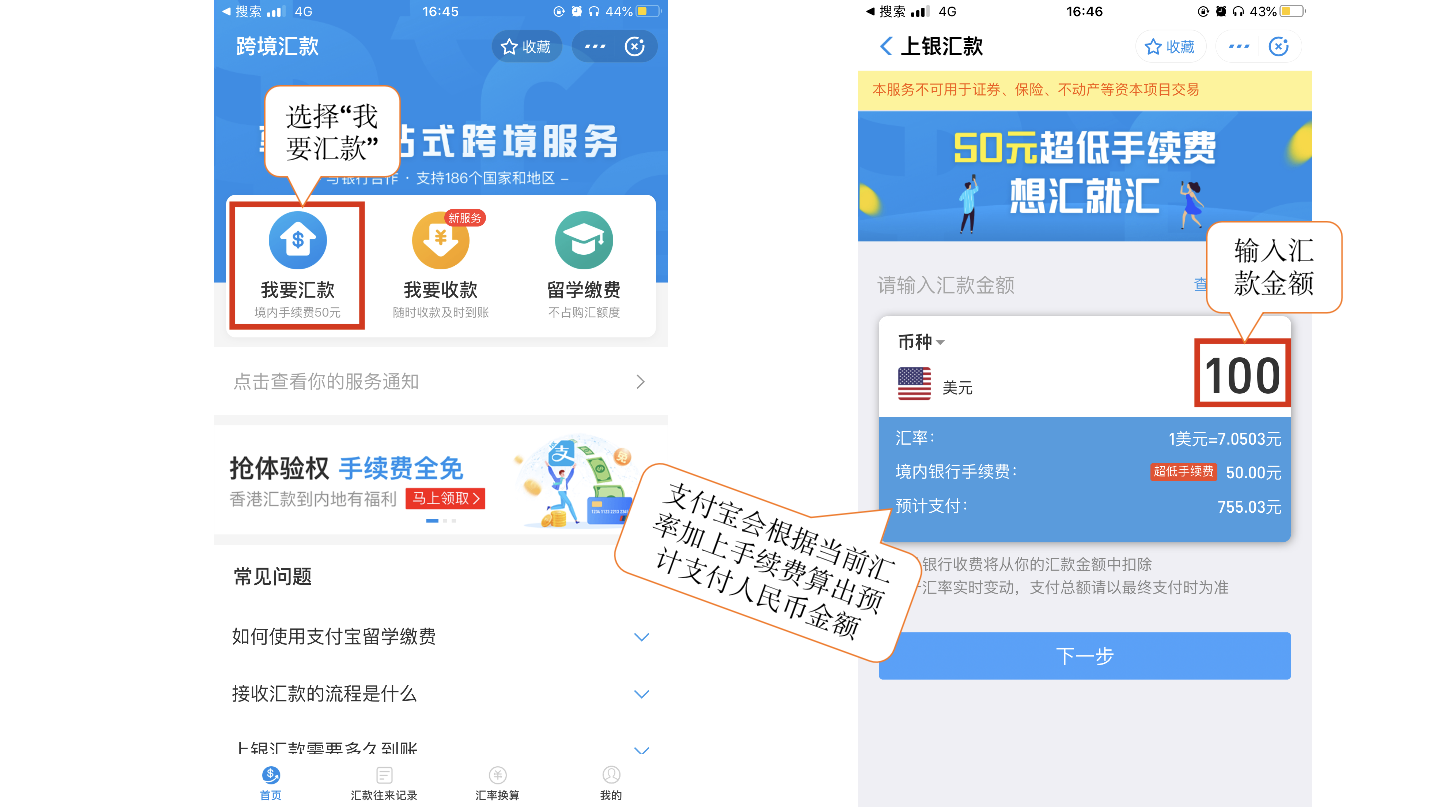 搜索 4G 16:45 44%
跨境汇款 收藏
选择“我
要汇款”
站式跨境服务
与银行合作 · 支持186个国家和地区 –
新服务
我要汇款 我要收款 留学缴费
境内手续费50元 随时收款及时到账 不占购汇额度
点击查看你的服务通知
抢体验权 手续费全免
香港汇款到内地有福利 马上领取
常见问题
如何使用支付宝留学缴费
接收汇款的流程是什么
上银汇款需要多久到账
首页 汇款往来记录 汇率换算 我的
搜索 4G 16:46 43%
上银汇款 收藏
本服务不可用于证券、保险、不动产等资本项目交易
50元超低手续费
想汇就汇
输入汇
款金额
请输入汇款金额 查
币种
美元
100
汇率: 1美元=7.0503元
境内银行手续费: 超低手续费 50.00元
预计支付: 755.03元
支付宝会根据当前汇
率加上手续费算出预
计支付人民币金额
银行收费将从你的汇款金额中扣除
汇率实时变动，支付总额请以最终支付时为准
下一步